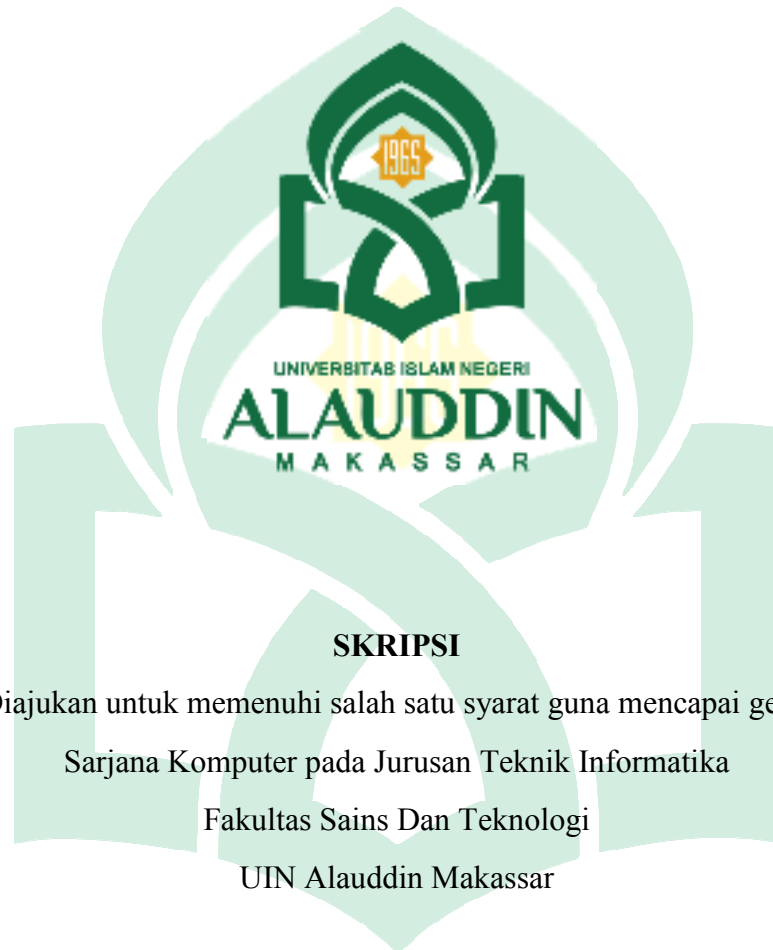 1965
UNIVERSITAS ISLAM NEGERI
ALAUDDIN
MAKASSAR
SKRIPSI
Diajukan untuk memenuhi salah satu syarat guna mencapai ge
Sarjana Komputer pada Jurusan Teknik Informatika
Fakultas Sains Dan Teknologi
UIN Alauddin Makassar